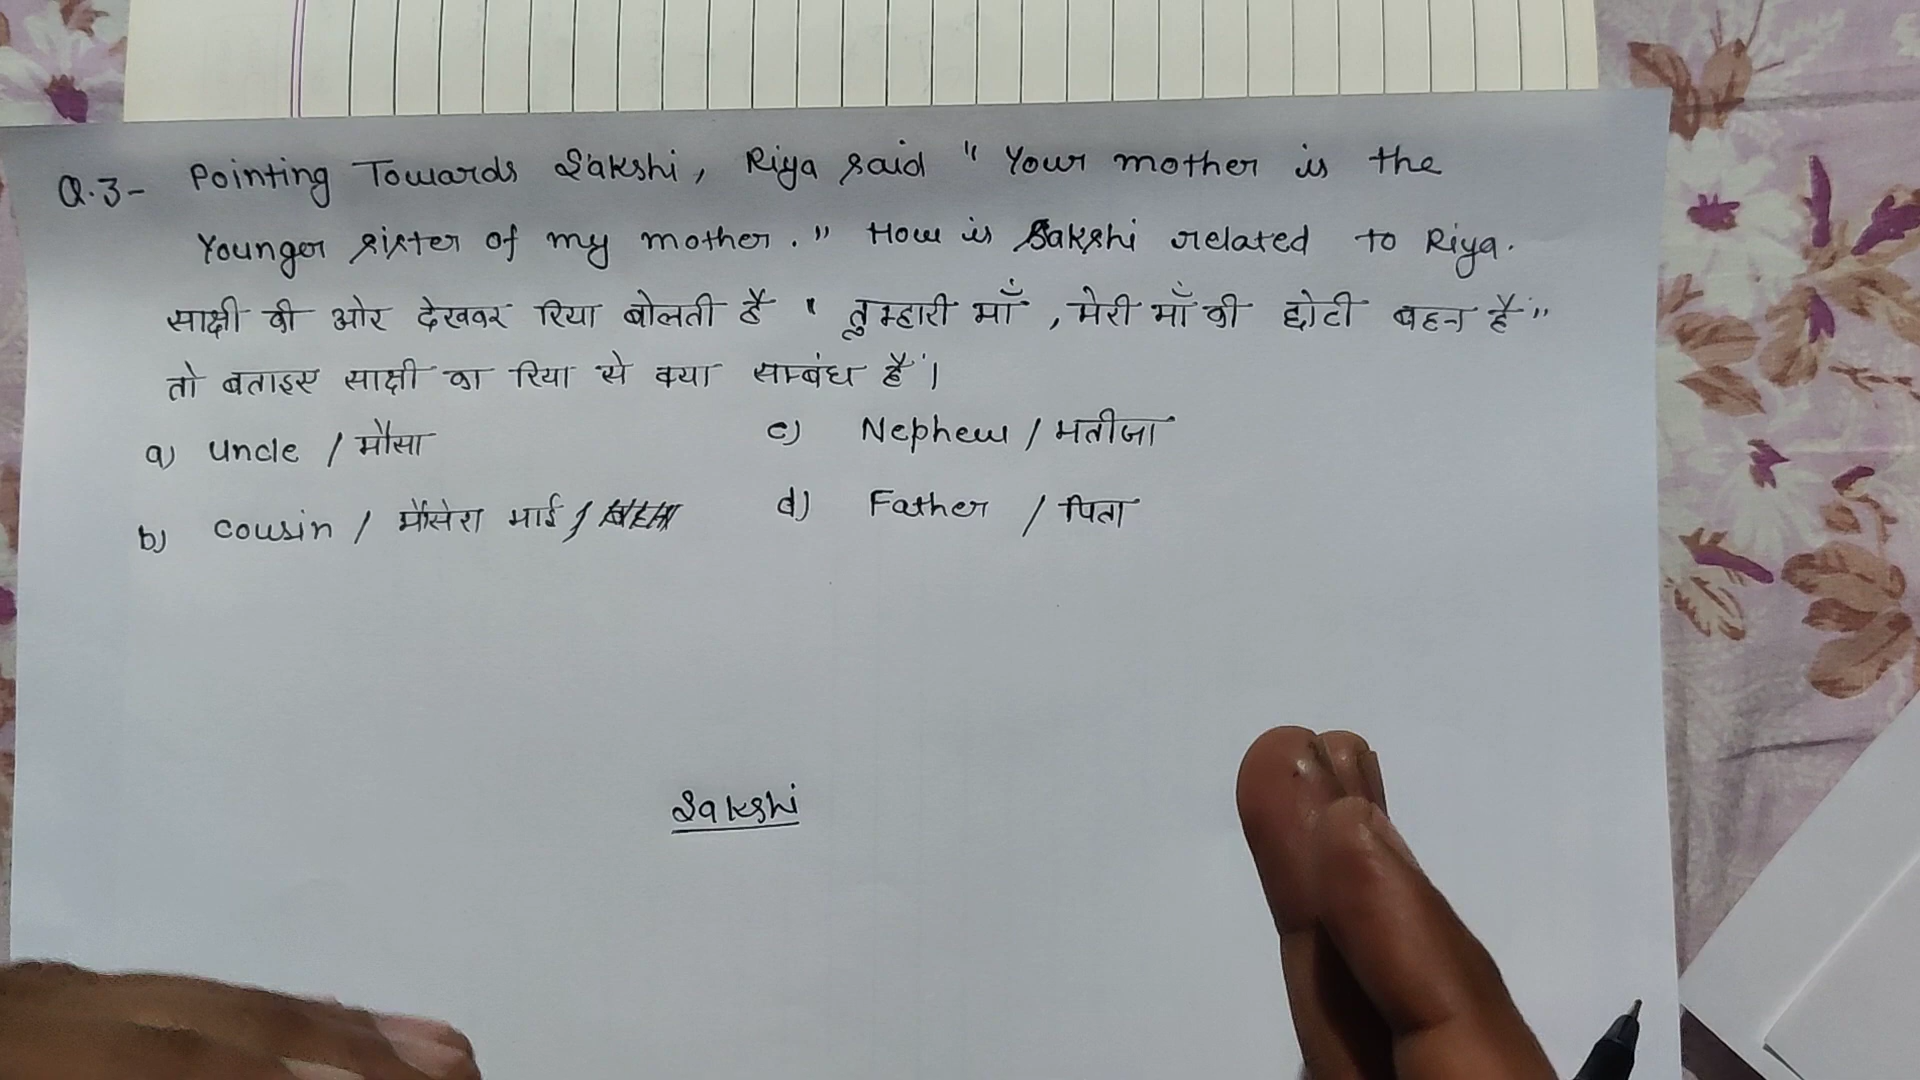 Q.3- Pointing Towards Sakshi, Riya said " Your mother is the
Younger sister of my mother." How is Sakshi related to Riya.
साक्षी की ओर देखकर रिया बोलती है " तुम्हारी माँ , मेरी माँ की छोटी बहन है"
तो बताइए साक्षी का रिया से क्या सम्बंध है।
a) Uncle / मौसा
c) Nephew / भतीजा
b) Cousin / मौसेरा भाई /
d) Father / पिता
Sakshi